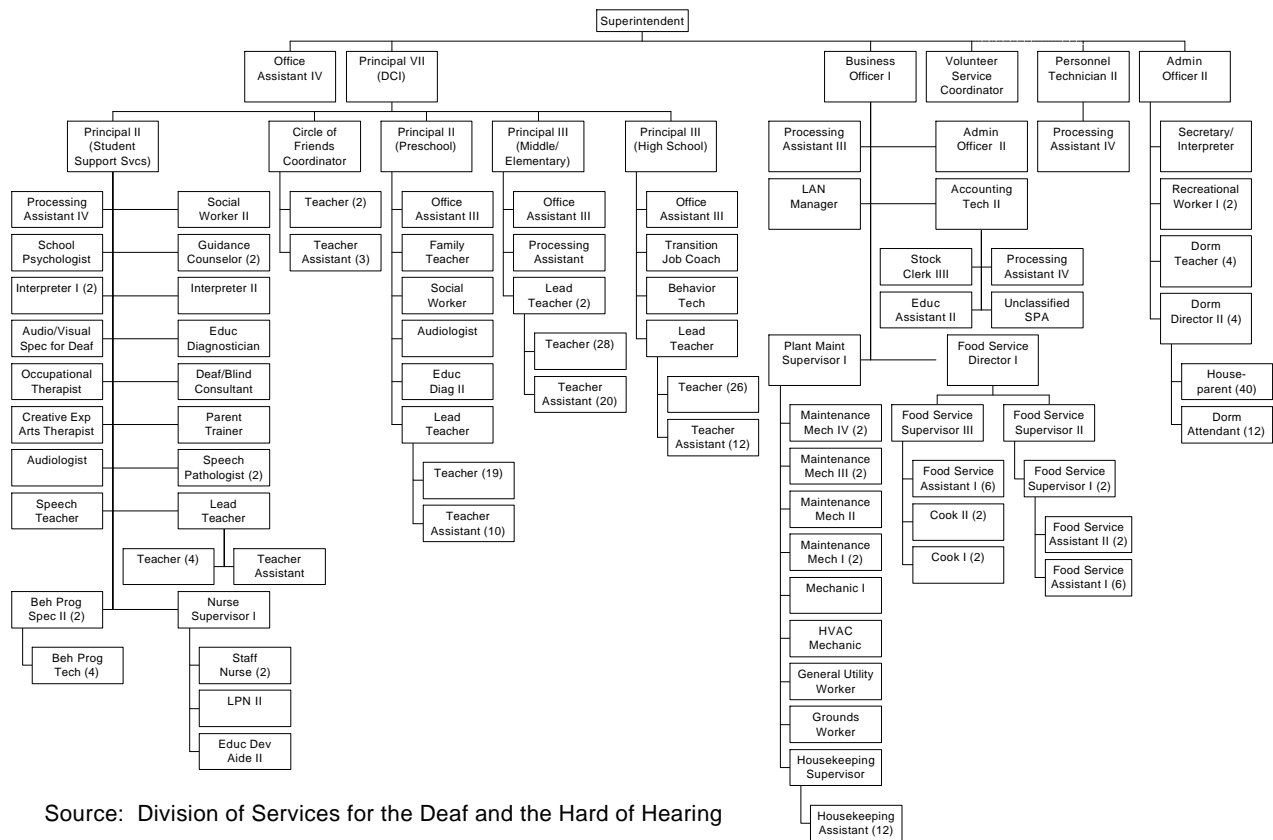 Superintendent
Office
Assistant IV
Principal VII
(DCI)
Business
Officer I
Volunteer
Service
Coordinator
Personnel
Technician II
Admin
Officer II
Principal II
(Student
Support Svcs)
Circle of
Friends
Coordinator
Principal II
(Preschool)
Principal III
(Middle/
Elementary)
Principal III
(High School)
Processing
Assistant III
Admin
Officer II
Processing
Assistant IV
Secretary/
Interpreter
Processing
Assistant IV
Social
Worker II
School
Psychologist
Guidance
Counselor (2)
Interpreter I (2)
Interpreter II
Audio/Visual
Spec for Deaf
Educ
Diagnostician
Occupational
Therapist
Deaf/Blind
Consultant
Creative Exp
Arts Therapist
Parent
Trainer
Audiologist
Speech
Pathologist (2)
Speech
Teacher
Lead
Teacher
Teacher (4)
Teacher
Assistant
Beh Prog
Spec II (2)
Nurse
Supervisor I
Beh Prog
Tech (4)
Staff
Nurse (2)
LPN II
Educ Dev
Aide II
Teacher (2)
Teacher
Assistant (3)
Office
Assistant III
Family
Teacher
Social
Worker
Audiologist
Educ
Diag II
Lead
Teacher
Teacher (19)
Teacher
Assistant (10)
Office
Assistant III
Processing
Assistant
Lead
Teacher (2)
Teacher (28)
Teacher
Assistant (20)
Office
Assistant III
Transition
Job Coach
Behavior
Tech
Lead
Teacher
Teacher (26)
Teacher
Assistant (12)
LAN
Manager
Accounting
Tech II
Stock
Clerk IIII
Processing
Assistant IV
Educ
Assistant II
Unclassified
SPA
Plant Maint
Supervisor I
Food Service
Director I
Maintenance
Mech IV (2)
Maintenance
Mech III (2)
Maintenance
Mech II
Maintenance
Mech I (2)
Mechanic I
HVAC
Mechanic
General Utility
Worker
Grounds
Worker
Housekeeping
Supervisor
Housekeeping
Assistant (12)
Food Service
Supervisor III
Food Service
Supervisor II
Food Service
Assistant I (6)
Cook II (2)
Cook I (2)
Food Service
Supervisor I (2)
Food Service
Assistant II (2)
Food Service
Assistant I (6)
Recreational
Worker I (2)
Dorm
Teacher (4)
Dorm
Director II (4)
House-
parent (40)
Dorm
Attendant (12)
Source: Division of Services for the Deaf and the Hard of Hearing